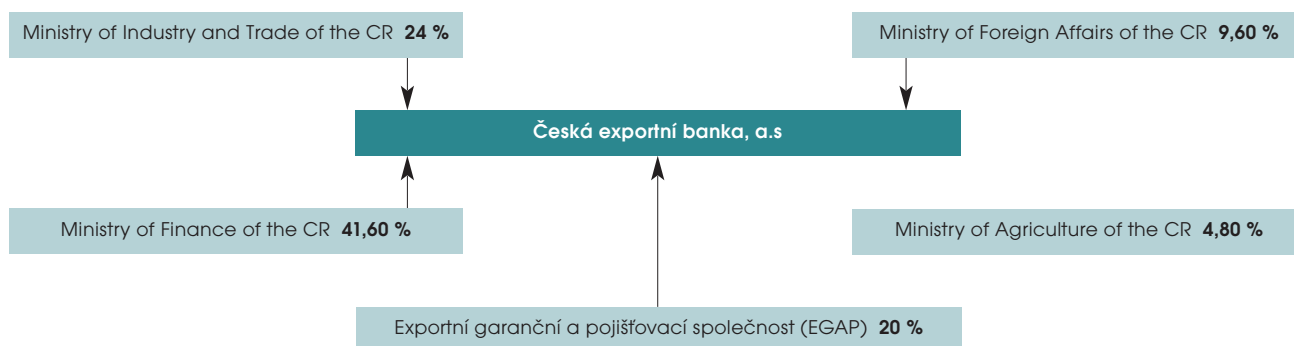 Ministry of Industry and Trade of the CR 24 %
Ministry of Foreign Affairs of the CR 9,60 %
Česká exportní banka, a.s
Ministry of Finance of the CR 41,60 %
Ministry of Agriculture of the CR 4,80 %
Exportní garanční a pojišťovací společnost (EGAP) 20 %